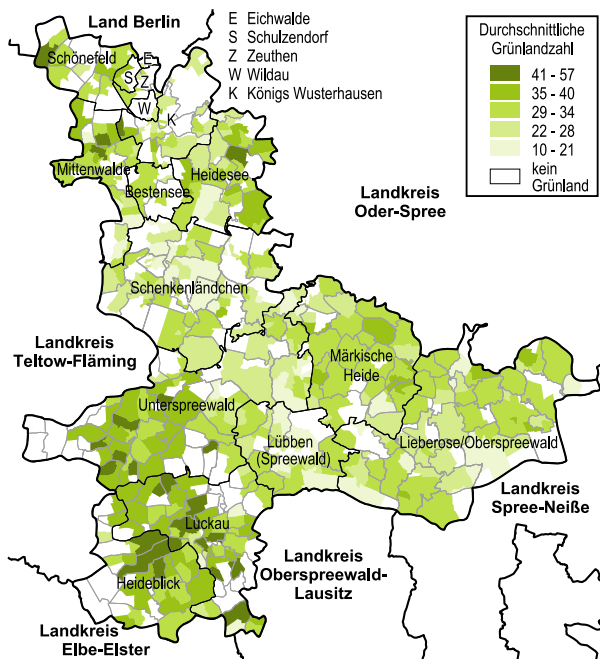 Land Berlin
E Eichwalde
S Schulzendorf
Z Zeuthen
W Wildau
K Königs Wusterhausen
Durchschnittliche
Grünlandzahl
41 - 57
35 - 40
29 - 34
22 - 28
10 - 21
kein
Grünland
Schönefeld
E
S
Z
W
K
Mittenwalde
Bestensee
Heidesee
Landkreis
Oder-Spree
Schenkenländchen
Landkreis
Teltow-Fläming
Märkische
Heide
Unterspreewald
Lübben
(Spreewald)
Lieberose/Oberspreewald
Landkreis
Spree-Neiße
Luckau
Heideblick
Landkreis
Oberspreewald-
Lausitz
Landkreis
Elbe-Elster